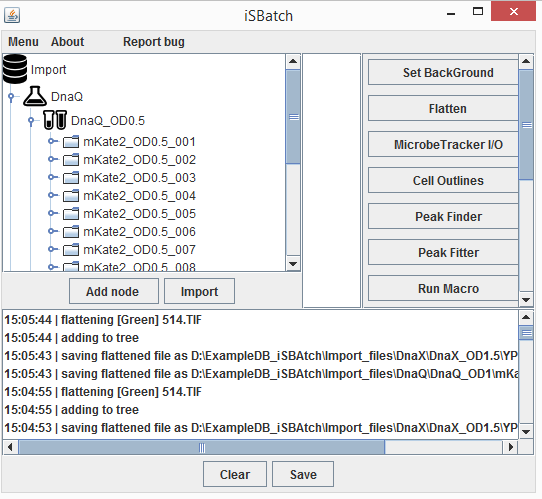 iSBatch
Menu About Report bug
Import
DnaQ
DnaQ_OD0.5
mKate2_OD0.5_001
mKate2_OD0.5_002
mKate2_OD0.5_003
mKate2_OD0.5_004
mKate2_OD0.5_005
mKate2_OD0.5_006
mKate2_OD0.5_007
mKate2_OD0.5_008
Set BackGround
Flatten
MicrobeTracker I/O
Cell Outlines
Peak Finder
Peak Fitter
Run Macro
Add node Import
15:05:44 | flattening [Green] 514.TIF
15:05:44 | adding to tree
15:05:43 | saving flattened file as D:\ExampleDB_iSBAtch\Import_files\DnaX\DnaX_OD1.5\YP
15:05:43 | saving flattened file as D:\ExampleDB_iSBAtch\Import_files\DnaQ\DnaQ_OD1\mKa
15:04:55 | flattening [Green] 514.TIF
15:04:55 | adding to tree
15:04:53 | saving flattened file as D:\ExampleDB_iSBAtch\Import_files\DnaX\DnaX_OD1.5\YP
Clear Save